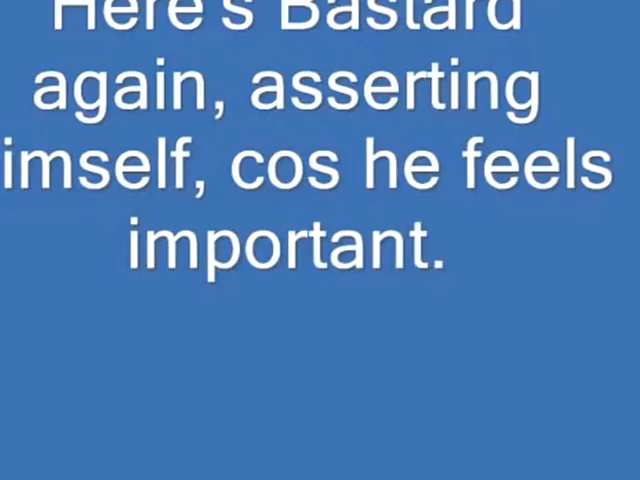 Here's Bastard
again, asserting
imself, cos he feels
important.